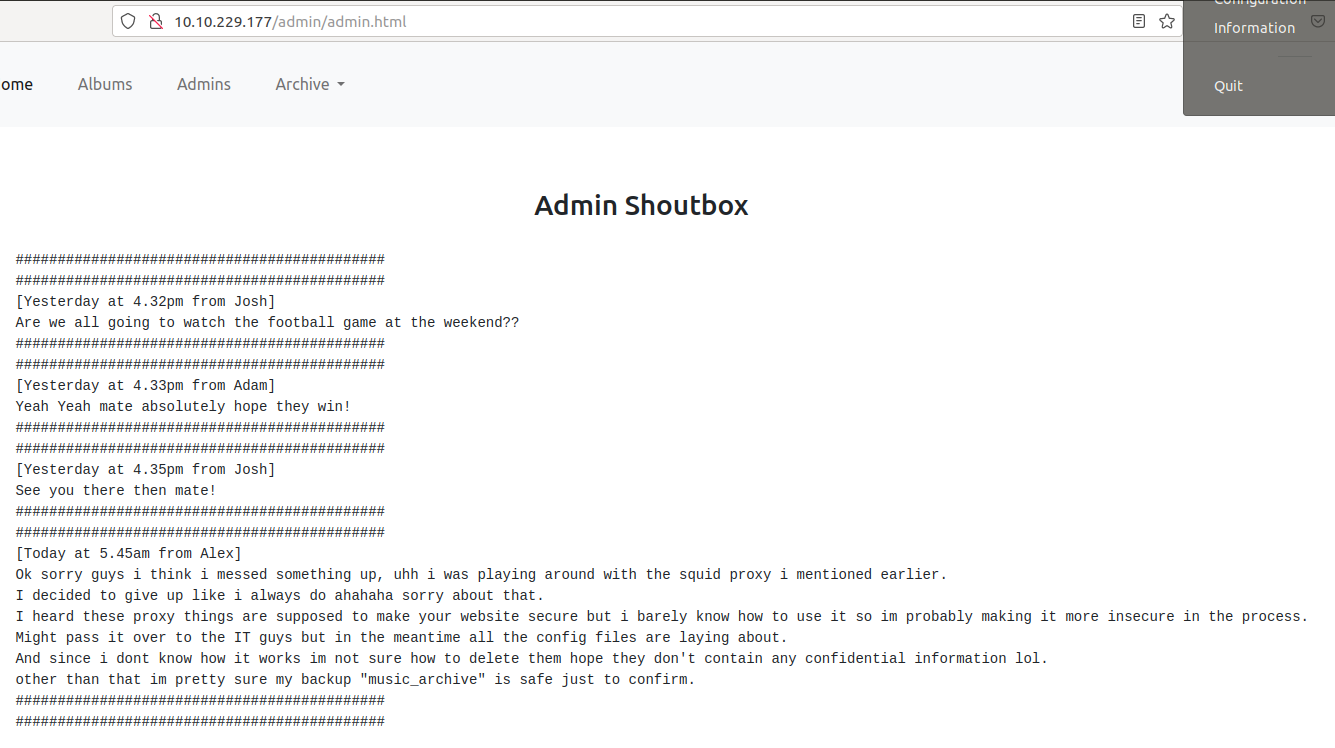 10.10.229.177/admin/admin.html
Configuration
Information
Quit
ome
Albums
Admins
Archive
Admin Shoutbox
############################################
############################################
[Yesterday at 4.32pm from Josh]
Are we all going to watch the football game at the weekend??
############################################
############################################
[Yesterday at 4.33pm from Adam]
Yeah Yeah mate absolutely hope they win!
############################################
############################################
[Yesterday at 4.35pm from Josh]
See you there then mate!
############################################
############################################
[Today at 5.45am from Alex]
Ok sorry guys i think i messed something up, uhh i was playing around with the squid proxy i mentioned earlier.
I decided to give up like i always do ahahaha sorry about that.
I heard these proxy things are supposed to make your website secure but i barely know how to use it so im probably making it more insecure in the process.
Might pass it over to the IT guys but in the meantime all the config files are laying about.
And since i dont know how it works im not sure how to delete them hope they don't contain any confidential information lol.
other than that im pretty sure my backup "music_archive" is safe just to confirm.
############################################
############################################